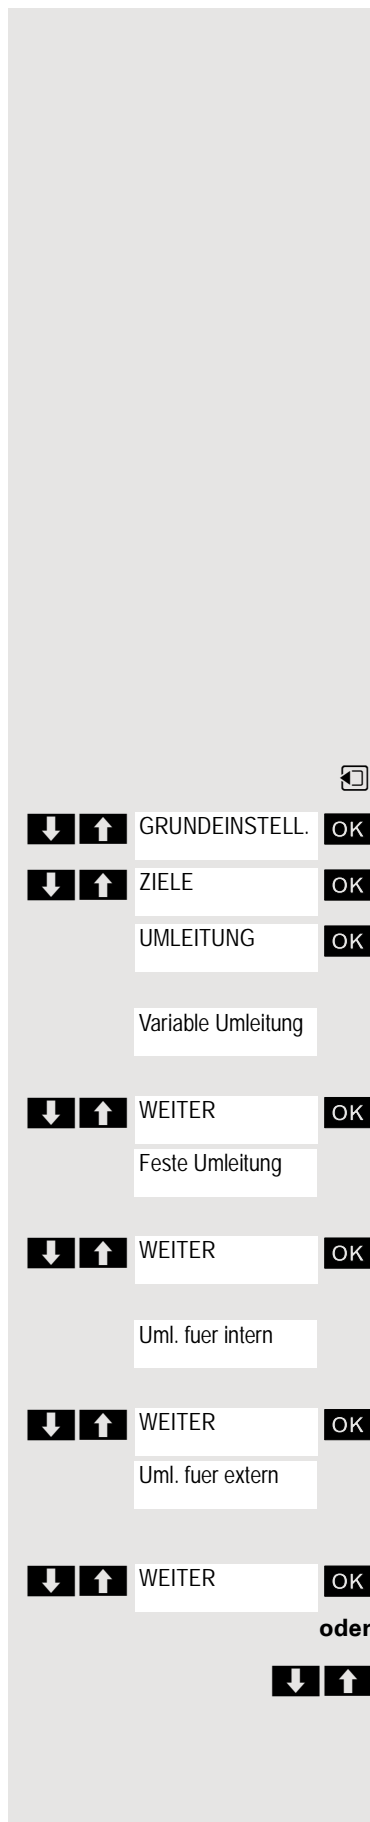 GRUNDEINSTELL. OK
ZIELE OK
UMLEITUNG OK
Variable Umleitung
WEITER OK
Feste Umleitung
WEITER OK
Uml. fuer intern
WEITER OK
Uml. fuer extern
WEITER OK
oder